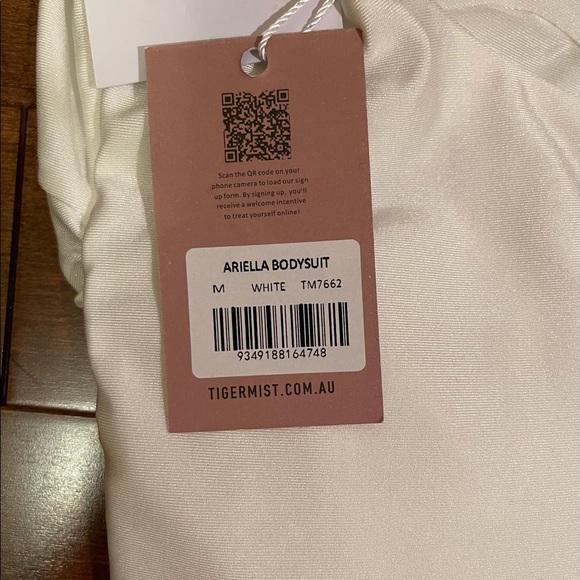 Scan the QR code on your
phone camera to load our sign
up form. By signing up, you'll
receive a welcome incentive
to treat yourself online!
ARIELLA BODYSUIT
M WHITE TM7662
9349188164748
TIGERMIST.COM.AU